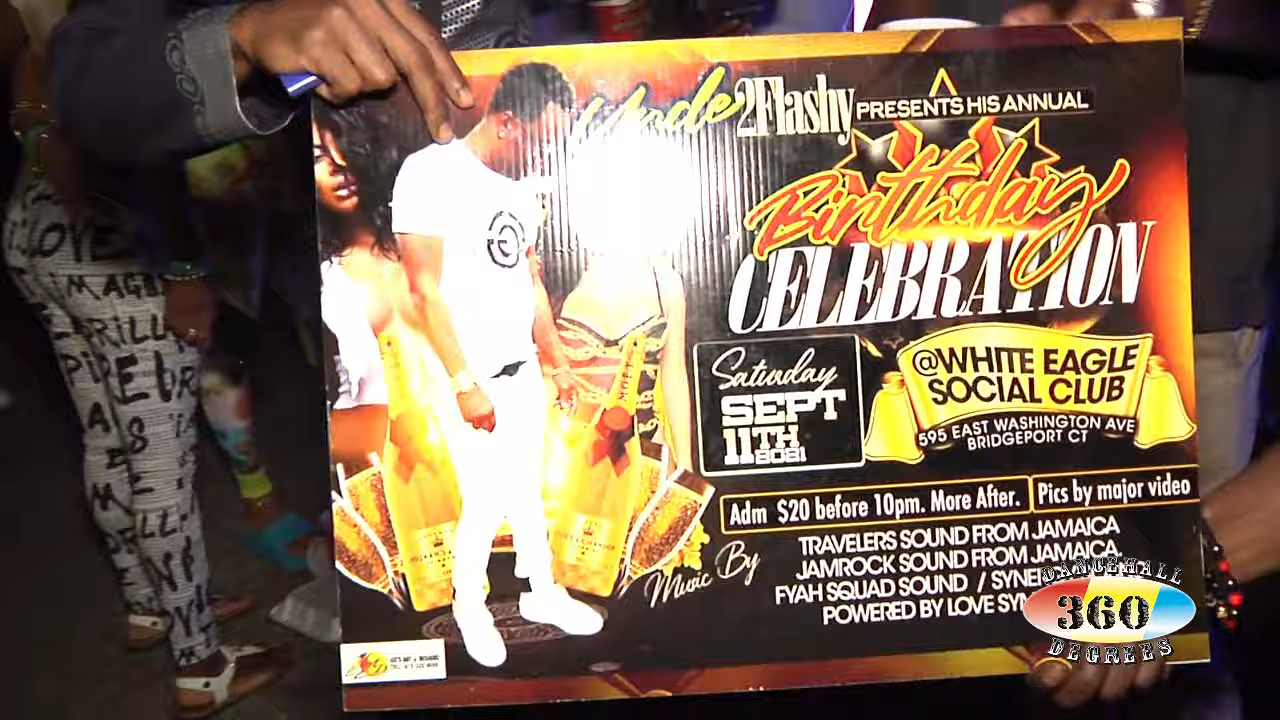 2Flashy PRESENTS HIS ANNUAL
Birthday
CELEBRATION
Saturday
SEPT
11TH
2021
@WHITE EAGLE
SOCIAL CLUB
595 EAST WASHINGTON AVE
BRIDGEPORT CT
Adm $20 before 10pm. More After.
Pics by major video
Music By
TRAVELERS SOUND FROM JAMAICA
JAMROCK SOUND FROM JAMAICA
FYAH SQUAD SOUND /
POWERED BY LOVE
DANCEHALL
360
DEGREES
LOVE